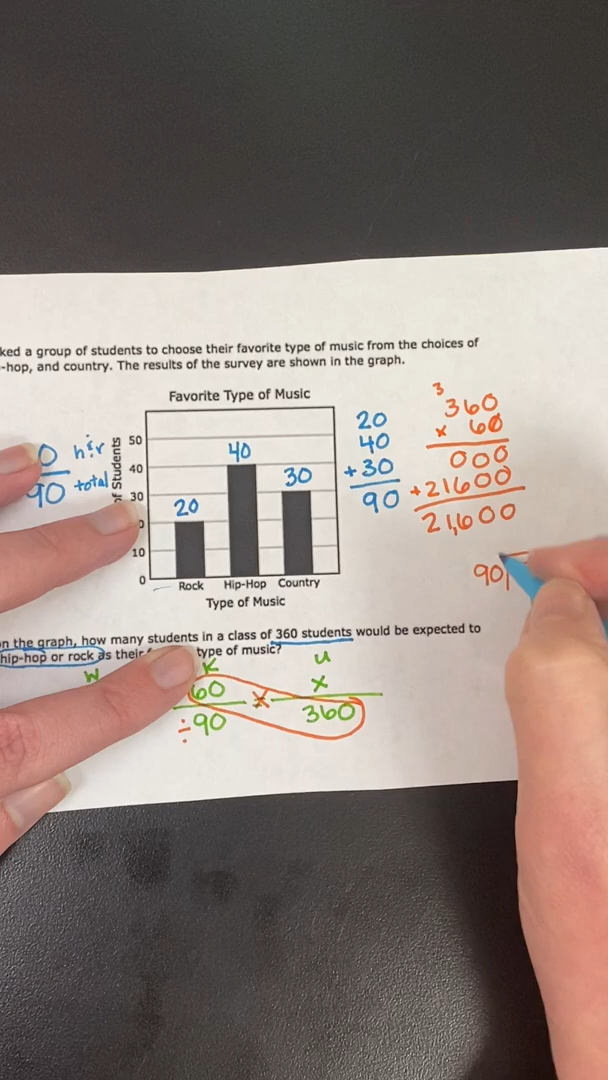 ked a group of students to choose their favorite type of music from the choices of
-hop, and country. The results of the survey are shown in the graph.
Favorite Type of Music
of Students
50
40
30
0
10
0
20
40
30
Rock Hip-Hop Country
Type of Music
0 h:r
90 total
20
40
+30
90
3
360
x 60
000
+21600
21,600
90
on the graph, how many students in a class of 360 students would be expected to
hip-hop or rock as their type of music?
W
K
u
60 x x
÷90 360